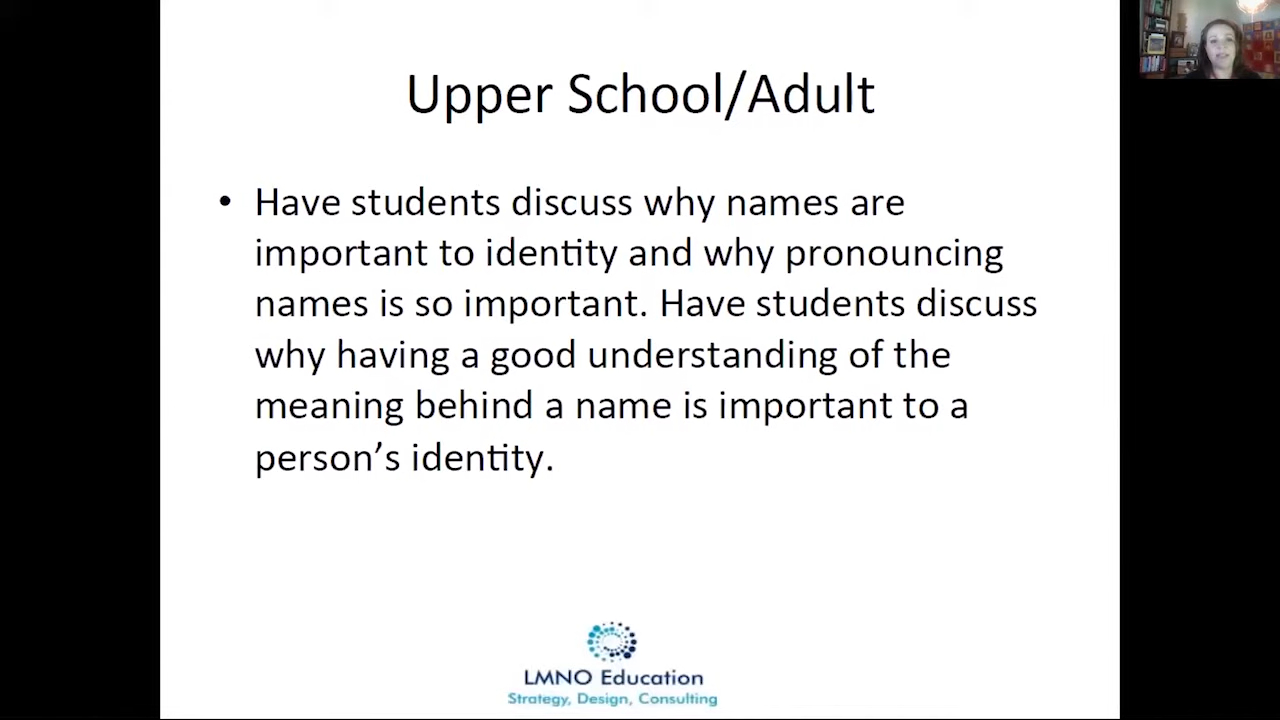 Upper School/Adult
• Have students discuss why names are
important to identity and why pronouncing
names is so important. Have students discuss
why having a good understanding of the
meaning behind a name is important to a
person’s identity.
LMNO Education
Strategy, Design, Consulting